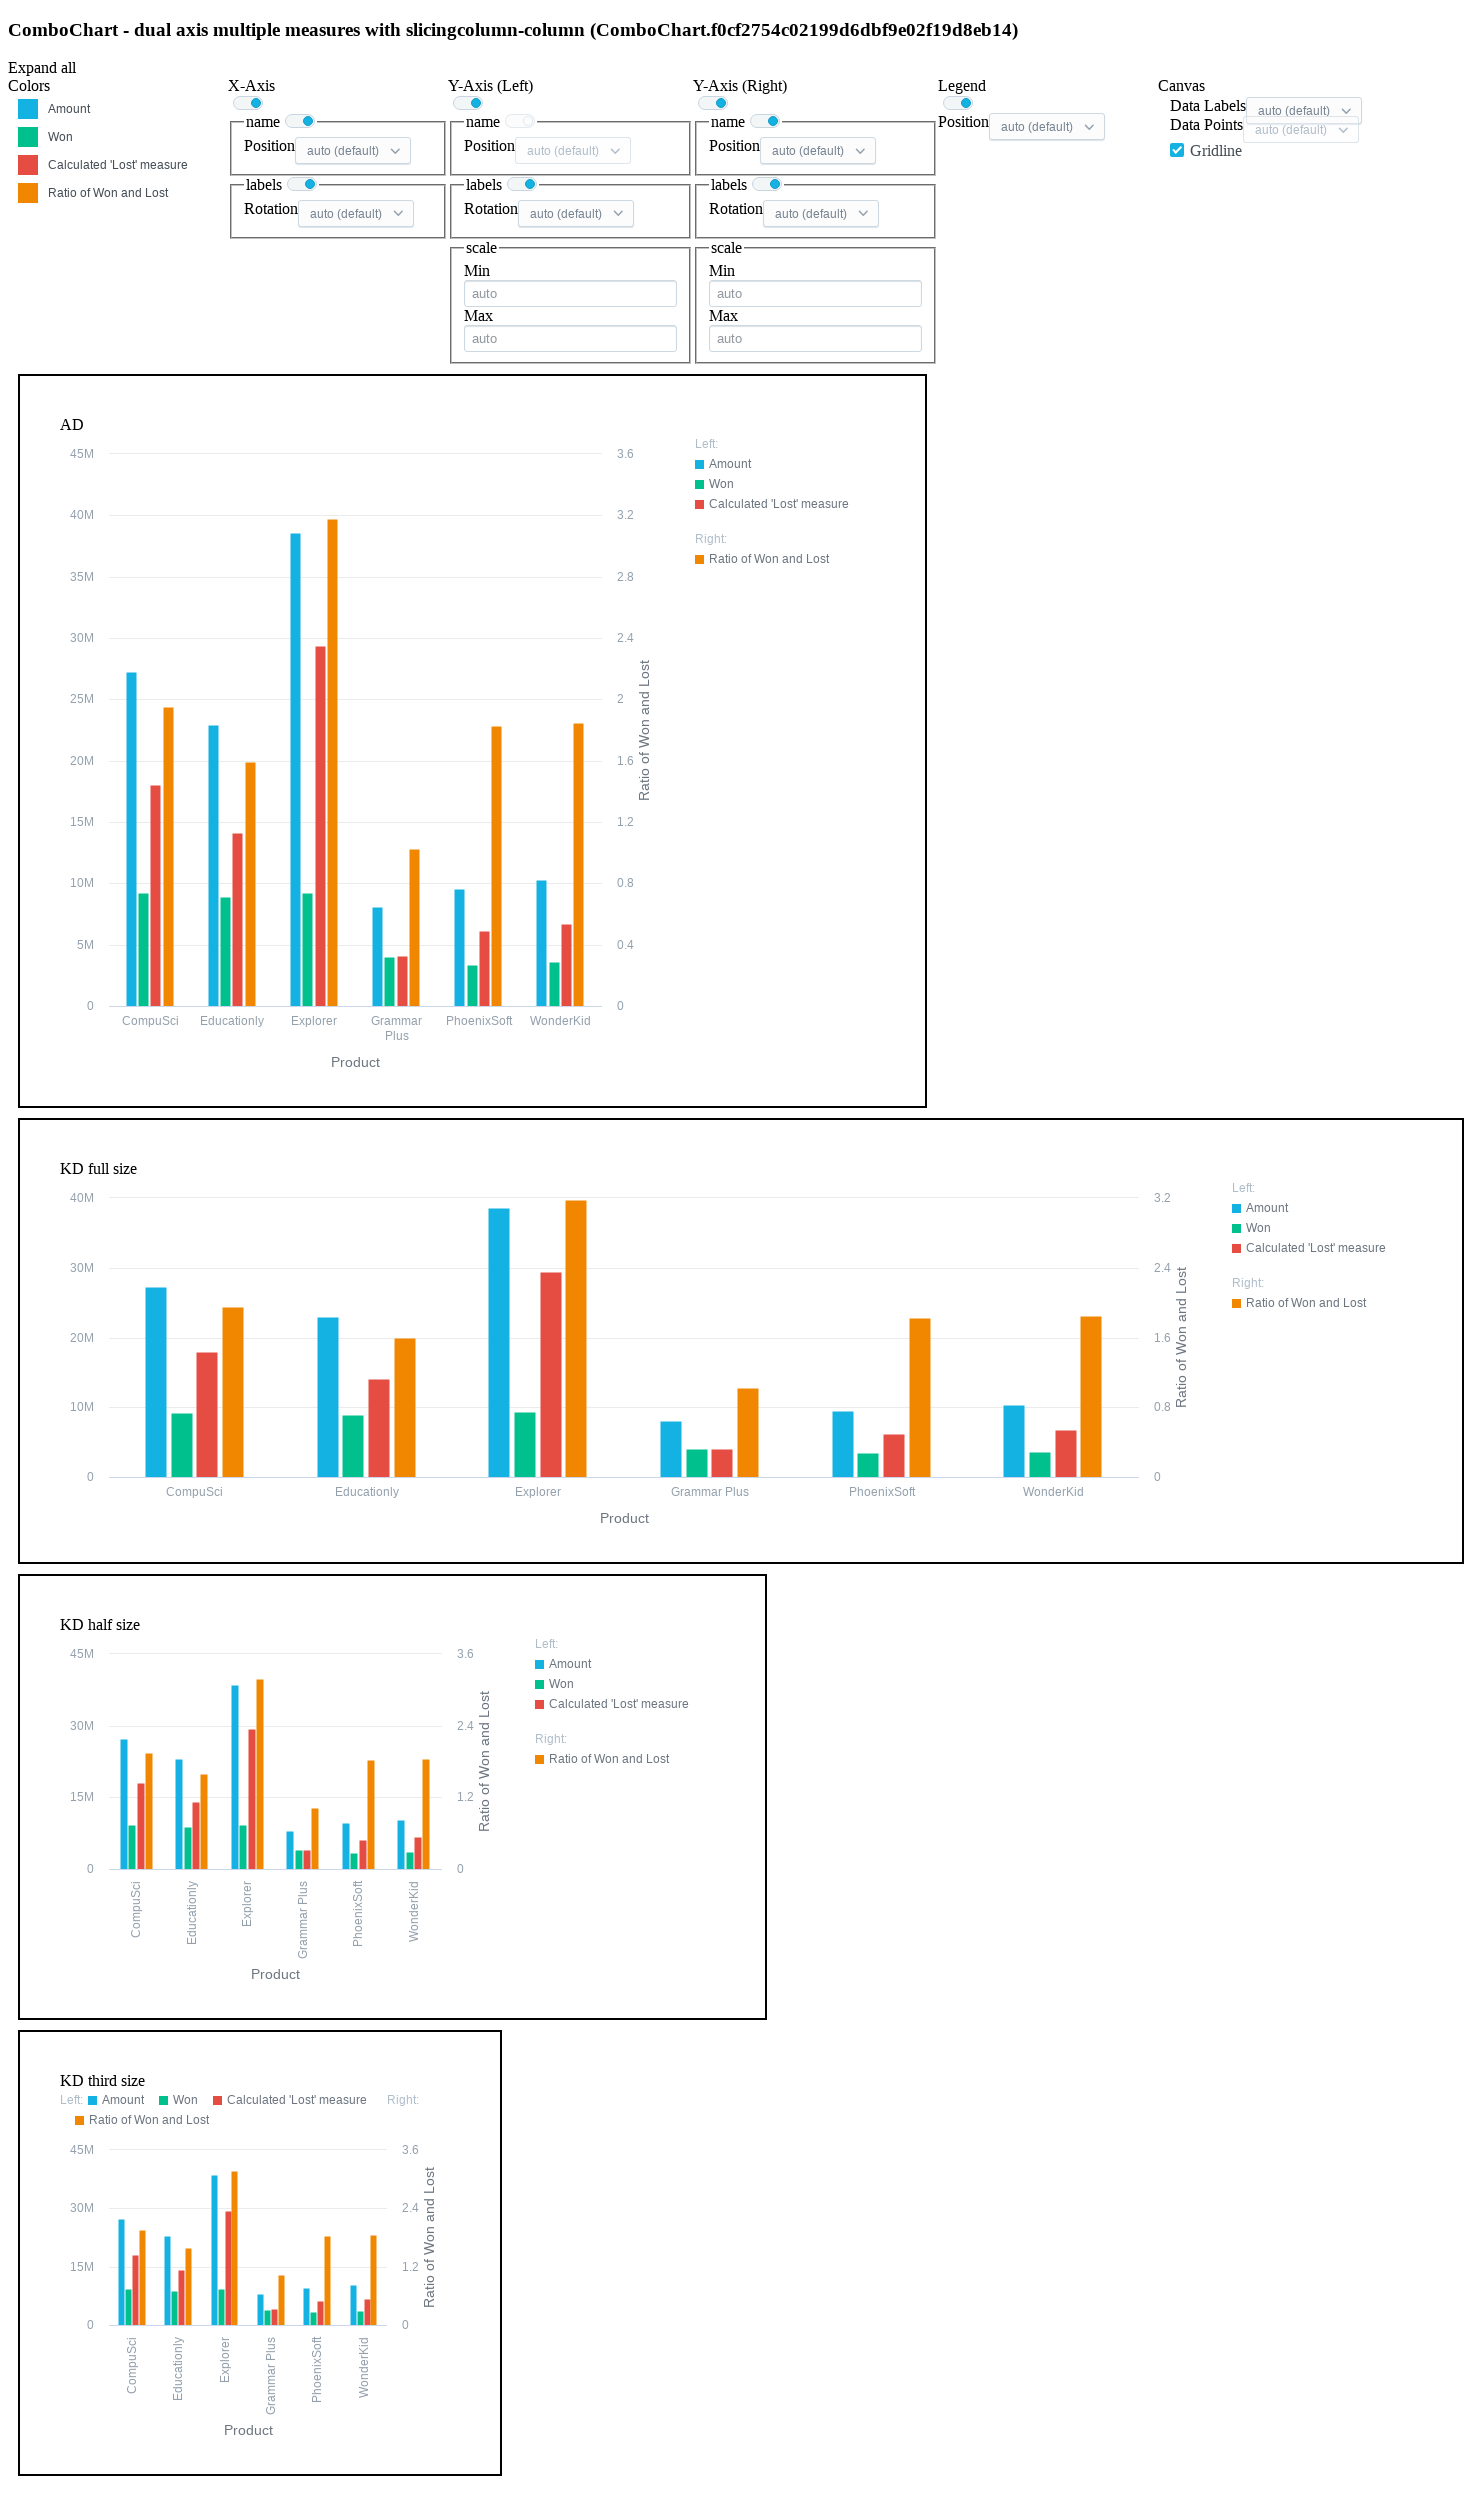 ComboChart - dual axis multiple measures with slicingcolumn-column (ComboChart.f0cf2754c02199d6dbf9e02f19d8eb14)
Expand all
Colors
Amount
Won
Calculated 'Lost' measure
Ratio of Won and Lost
X-Axis
name
Position auto (default)
labels
Rotation auto (default)
Y-Axis (Left)
name
Position auto (default)
labels
Rotation auto (default)
scale
Min
auto
Max
auto
Y-Axis (Right)
name
Position auto (default)
labels
Rotation auto (default)
scale
Min
auto
Max
auto
Legend
Position auto (default)
Canvas
Data Labels auto (default)
Data Points auto (default)
Gridline
AD
45M
40M
35M
30M
25M
20M
15M
10M
5M
0
3.6
3.2
2.8
2.4
2
1.6
1.2
0.8
0.4
0
Ratio of Won and Lost
CompuSci
Educationly
Explorer
Grammar
Plus
PhoenixSoft
WonderKid
Product
Left:
Amount
Won
Calculated 'Lost' measure
Right:
Ratio of Won and Lost
KD full size
40M
30M
20M
10M
0
3.2
2.4
1.6
0.8
0
Ratio of Won and Lost
CompuSci
Educationly
Explorer
Grammar Plus
PhoenixSoft
WonderKid
Product
Left:
Amount
Won
Calculated 'Lost' measure
Right:
Ratio of Won and Lost
KD half size
45M
30M
15M
0
3.6
2.4
1.2
0
Ratio of Won and Lost
CompuSci
Educationly
Explorer
Grammar Plus
PhoenixSoft
WonderKid
Product
Left:
Amount
Won
Calculated 'Lost' measure
Right:
Ratio of Won and Lost
KD third size
Left: Amount Won Calculated 'Lost' measure Right:
Ratio of Won and Lost
45M
30M
15M
0
3.6
2.4
1.2
0
Ratio of Won and Lost
CompuSci
Educationly
Explorer
Grammar Plus
PhoenixSoft
WonderKid
Product